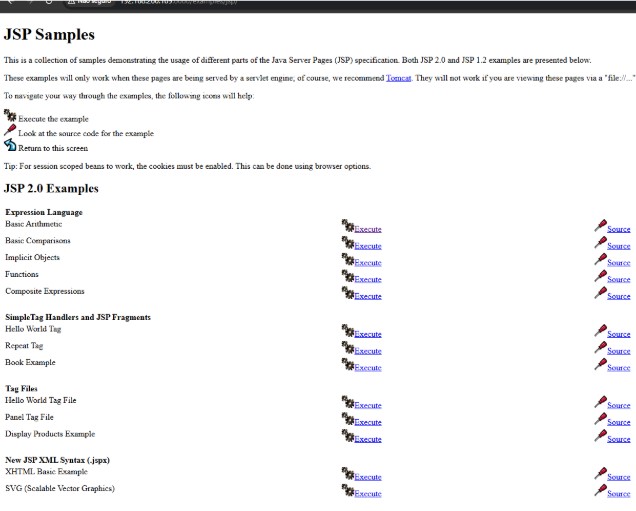 Não seguro
JSP Samples
This is a collection of samples demonstrating the usage of different parts of the Java Server Pages (JSP) specification. Both JSP 2.0 and JSP 1.2 examples are presented below.
These examples will only work when these pages are being served by a servlet engine, of course, we recommend Tomcat. They will not work if you are viewing these pages via a "file://..."
To navigate your way through the examples, the following icons will help:
Execute the example
Look at the source code for the example
Return to this screen
Tip: For session scoped beans to work, the cookies must be enabled. This can be done using browser options.
JSP 2.0 Examples
Expression Language
Basic Arithmetic Execute Source
Basic Comparisons Execute Source
Implicit Objects Execute Source
Functions Execute Source
Composite Expressions Execute Source
SimpleTag Handlers and JSP Fragments
Hello World Tag Execute Source
Repeat Tag Execute Source
Book Example Execute Source
Tag Files
Hello World Tag File Execute Source
Panel Tag File Execute Source
Display Products Example Execute Source
New JSP XML Syntax (.jspx)
XHTML Basic Example Execute Source
SVG (Scalable Vector Graphics) Execute Source